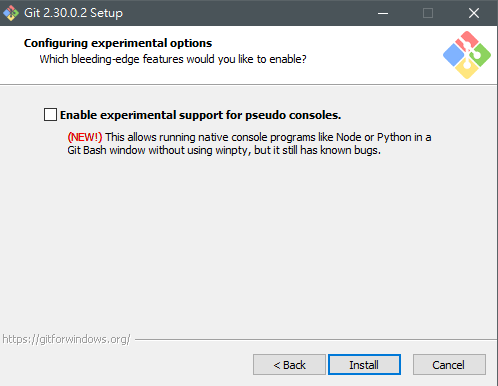 Git 2.30.0.2 Setup
Configuring experimental options
Which bleeding-edge features would you like to enable?
Enable experimental support for pseudo consoles.
(NEW!) This allows running native console programs like Node or Python in a
Git Bash window without using winpty, but it still has known bugs.
https://gitforwindows.org/
< Back Install Cancel